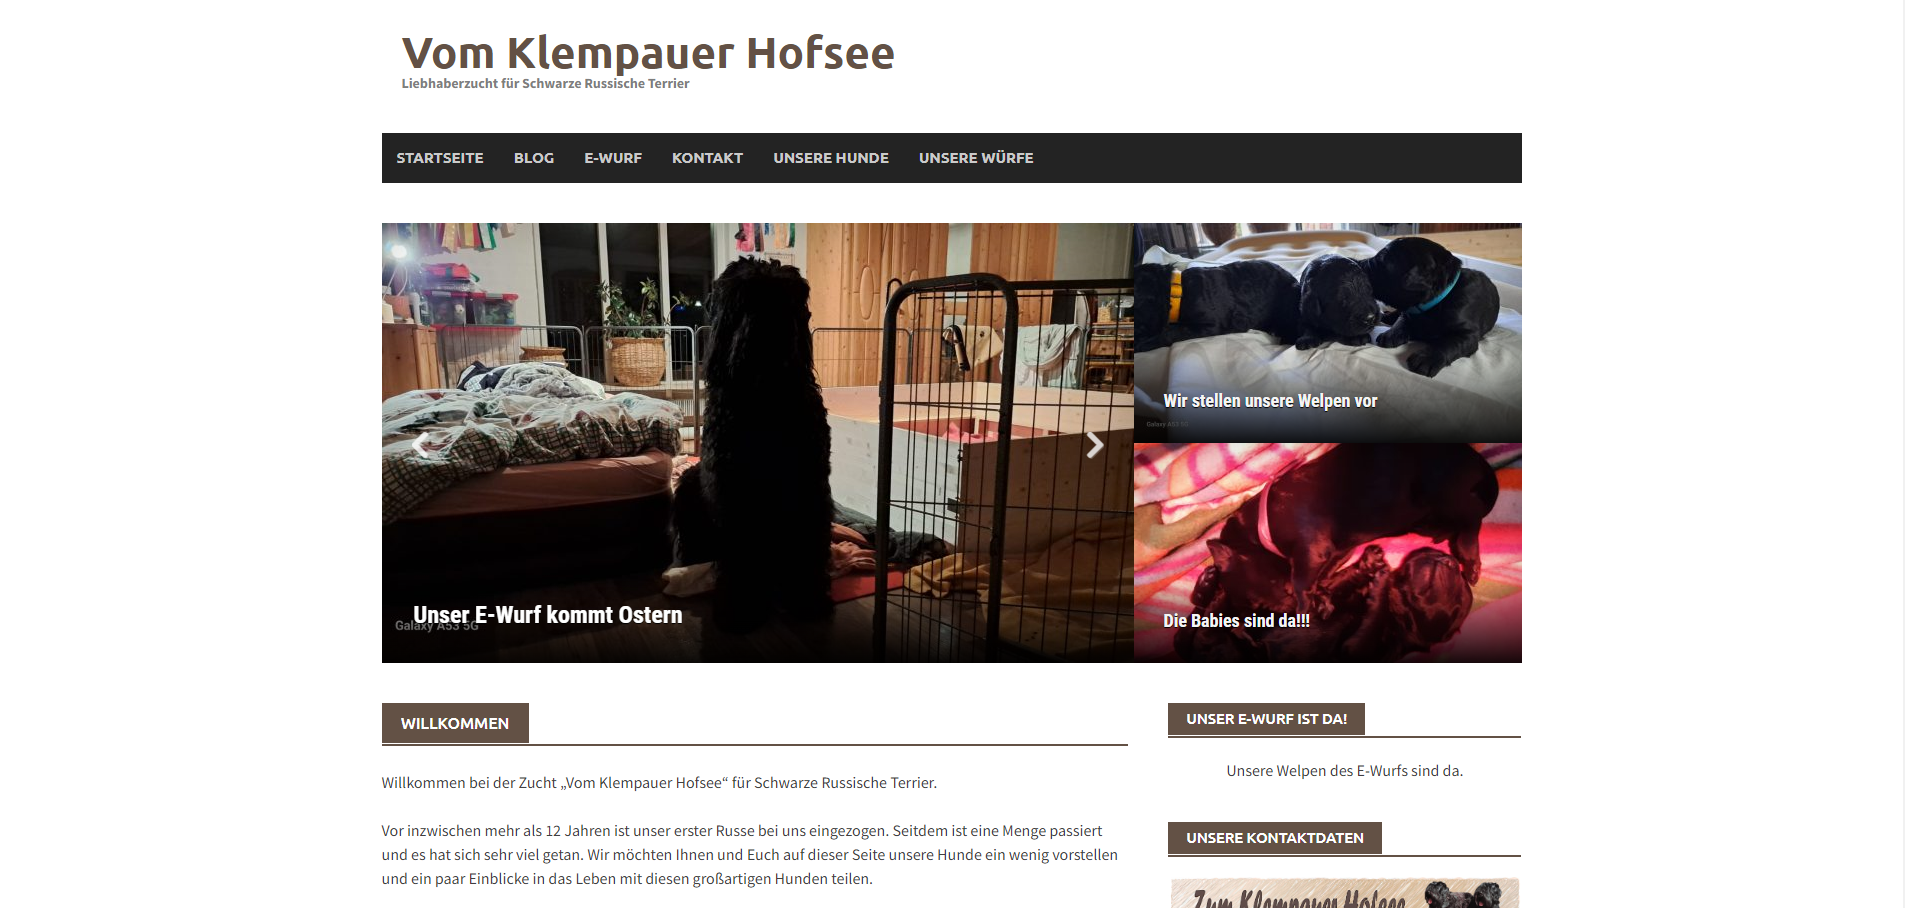 Vom Klempauer Hofsee
Liebhaberzucht für Schwarze Russische Terrier
STARTSEITE BLOG E-WURF KONTAKT UNSERE HUNDE UNSERE WÜRFE
Unser E-Wurf kommt Ostern
Galaxy A53 5G
Wir stellen unsere Welpen vor
Galaxy A53 5G
Die Babies sind da!!!
WILLKOMMEN
Willkommen bei der Zucht „Vom Klempauer Hofsee“ für Schwarze Russische Terrier.
Vor inzwischen mehr als 12 Jahren ist unser erster Russe bei uns eingezogen. Seitdem ist eine Menge passiert
und es hat sich sehr viel getan. Wir möchten Ihnen und Euch auf dieser Seite unsere Hunde ein wenig vorstellen
und ein paar Einblicke in das Leben mit diesen großartigen Hunden teilen.
UNSER E-WURF IST DA!
Unsere Welpen des E-Wurfs sind da.
UNSERE KONTAKTDATEN
Zum Klempauer Hofsee